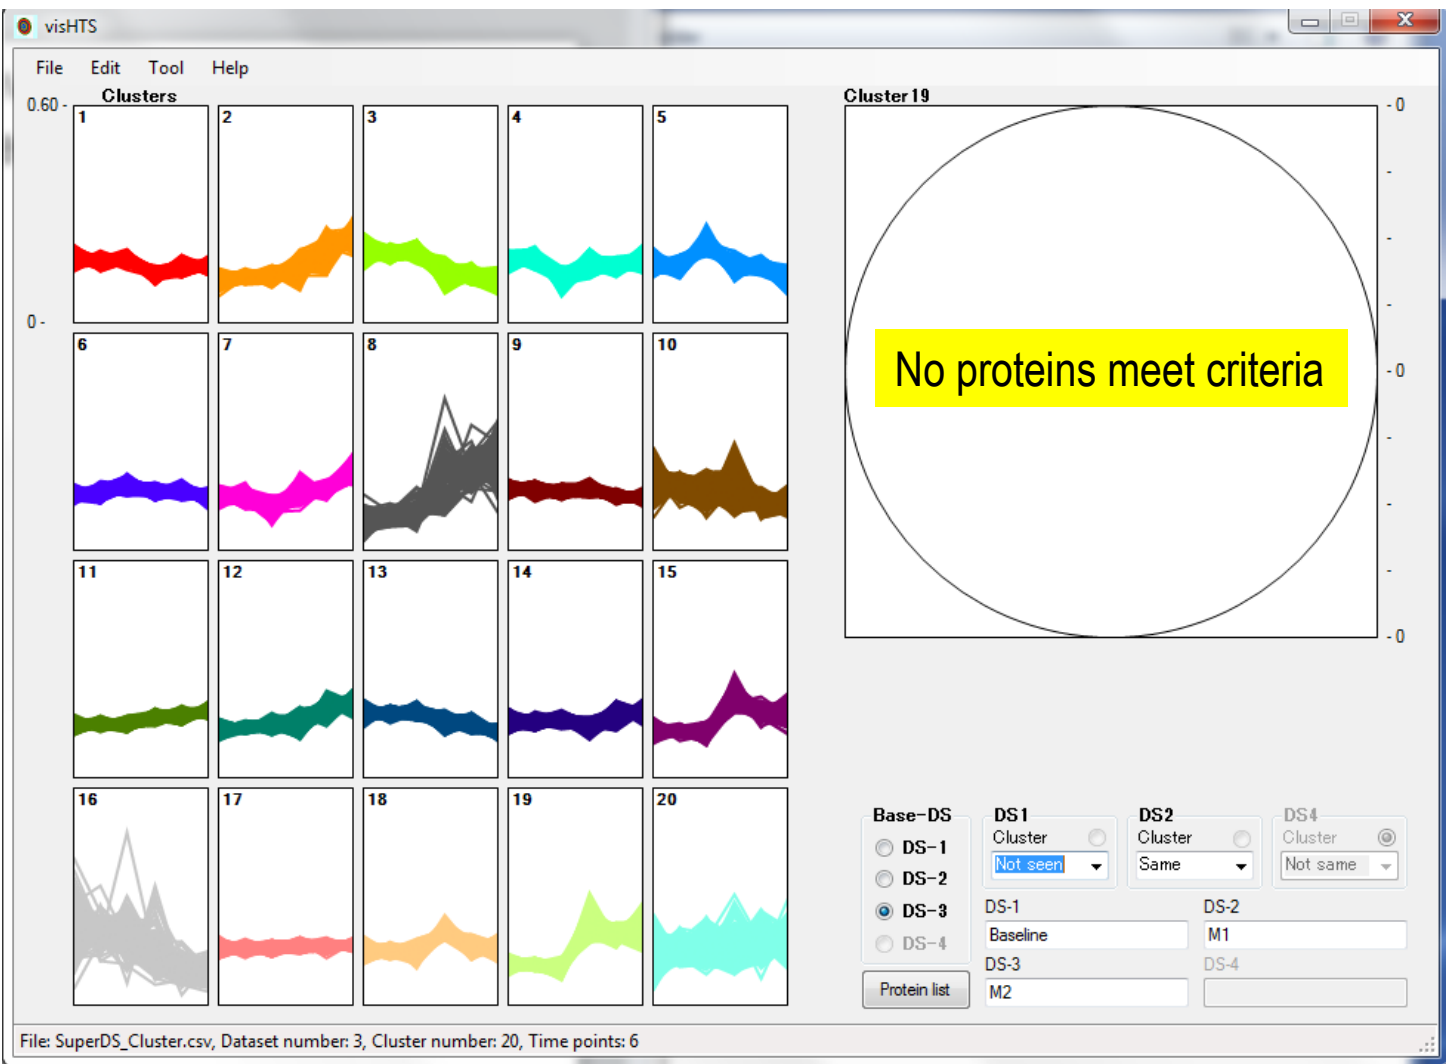 visHTS
File Edit Tool Help
Clusters
Cluster19
0.60 -
0 -
1 2 3 4 5
6 7 8 9 10
11 12 13 14 15
16 17 18 19 20
- 0
-
-
-
- 0
-
-
-
- 0
No proteins meet criteria
Base-DS DS1 DS2 DS4
Cluster Cluster Cluster
Not seen Same Not same
DS-1
DS-2
DS-3
DS-4
DS-1 DS-2
Baseline M1
DS-3 DS-4
M2
Protein list
File: SuperDS_Cluster.csv, Dataset number: 3, Cluster number: 20, Time points: 6